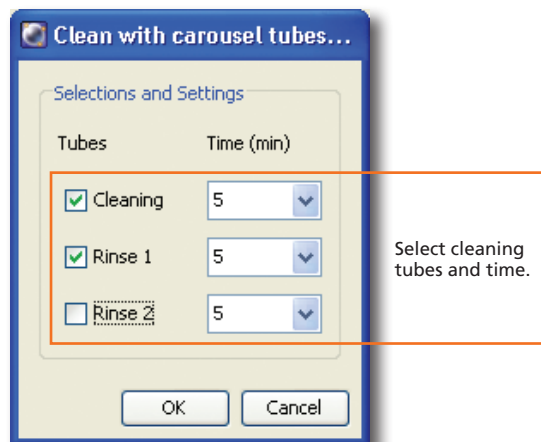 Clean with carousel tubes...
Selections and Settings
Tubes Time (min)
Cleaning 5
Rinse 1 5
Rinse 2 5
Select cleaning
tubes and time.
OK Cancel